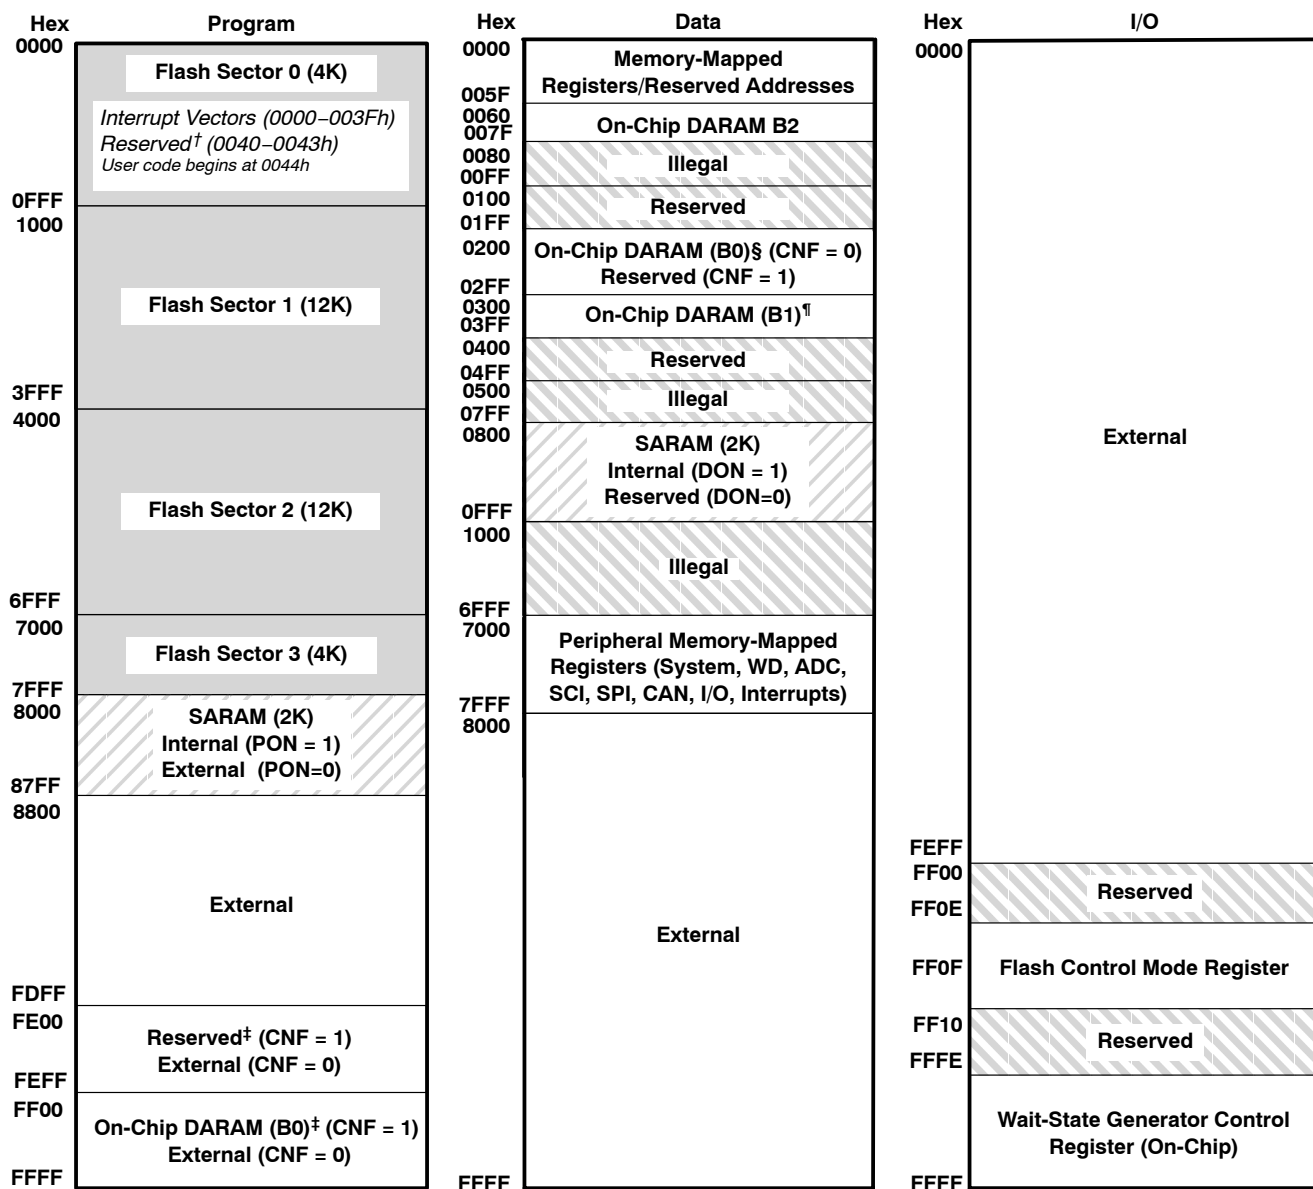 Hex Program
0000
Flash Sector 0 (4K)
Interrupt Vectors (0000–003Fh)
Reserved† (0040–0043h)
User code begins at 0044h
0FFF
1000
Flash Sector 1 (12K)
3FFF
4000
Flash Sector 2 (12K)
6FFF
7000
Flash Sector 3 (4K)
7FFF
8000
SARAM (2K)
Internal (PON = 1)
External (PON=0)
87FF
8800
External
FDFF
FE00
Reserved‡ (CNF = 1)
External (CNF = 0)
FEFF
FF00
On-Chip DARAM (B0)‡ (CNF = 1)
External (CNF = 0)
FFFF
Hex Data
0000
Memory-Mapped
Registers/Reserved Addresses
005F
0060
On-Chip DARAM B2
007F
0080
Illegal
00FF
0100
Reserved
01FF
0200
On-Chip DARAM (B0)§ (CNF = 0)
Reserved (CNF = 1)
02FF
0300
On-Chip DARAM (B1)¶
03FF
0400
Reserved
04FF
0500
Illegal
07FF
0800
SARAM (2K)
Internal (DON = 1)
Reserved (DON=0)
0FFF
1000
Illegal
6FFF
7000
Peripheral Memory-Mapped
Registers (System, WD, ADC,
SCI, SPI, CAN, I/O, Interrupts)
7FFF
8000
External
FFFF
Hex I/O
0000
External
FEFF
FF00
Reserved
FF0E
FF0F Flash Control Mode Register
FF10
Reserved
FFFE
Wait-State Generator Control
Register (On-Chip)
FFFF